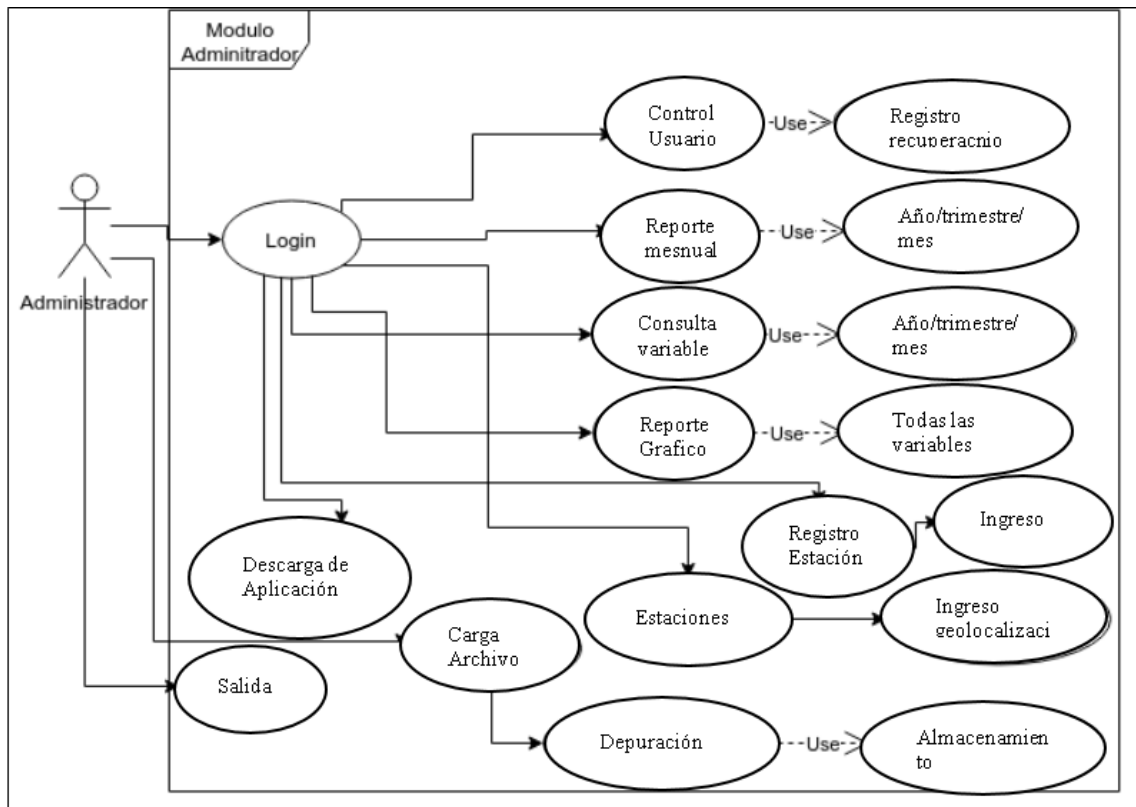 Modulo
Adminitrador
Control
Usuario
Use
Registro
recuperacnio
Administrador
Login
Reporte
mesnual
Use
Año/trimestre/
mes
Consulta
variable
Use
Año/trimestre/
mes
Reporte
Grafico
Use
Todas las
variables
Registro
Estación
Ingreso
Descarga de
Aplicación
Estaciones
Ingreso
geolocalizaci
Carga
Archivo
Salida
Depuración
Use
Almacenamien
to